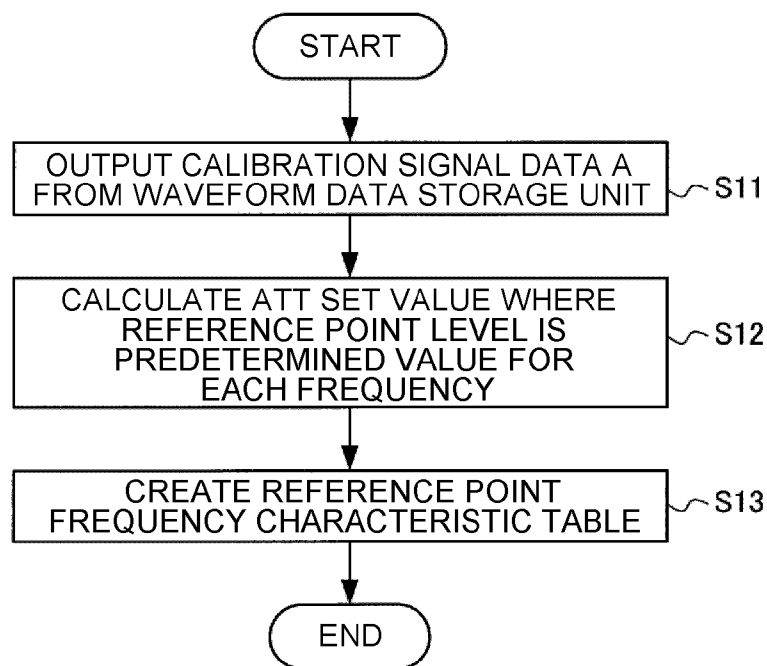 START
OUTPUT CALIBRATION SIGNAL DATA A
FROM WAVEFORM DATA STORAGE UNIT
S11
CALCULATE ATT SET VALUE WHERE
REFERENCE POINT LEVEL IS
PREDETERMINED VALUE FOR
EACH FREQUENCY
S12
CREATE REFERENCE POINT
FREQUENCY CHARACTERISTIC TABLE
S13
END